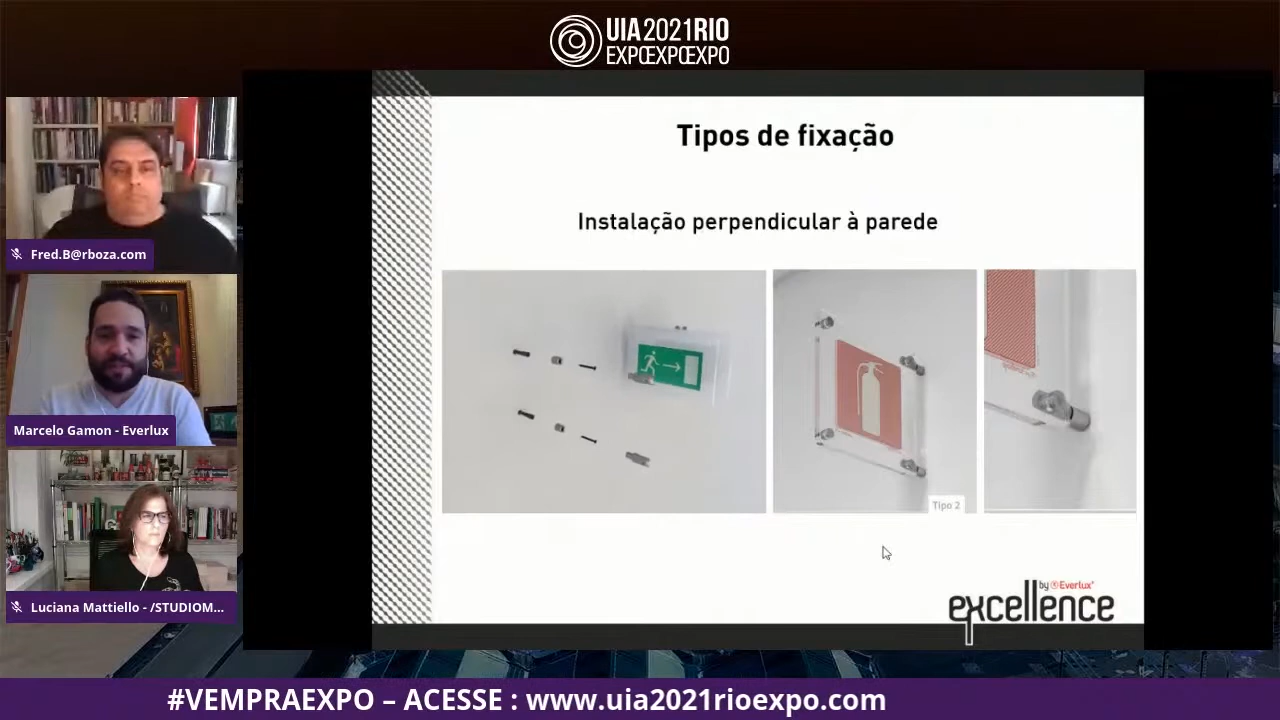 UIA2021RIO
EXPOEXPOEXPO
Tipos de fixação
Instalação perpendicular à parede
Fred.B@rboza.com
Marcelo Gamon - Everlux
Tipo 2
by Everlux
excellence
Luciana Mattiello - /STUDIOM...
#VEMPRAEXPO – ACESSE : www.uia2021rioexpo.com